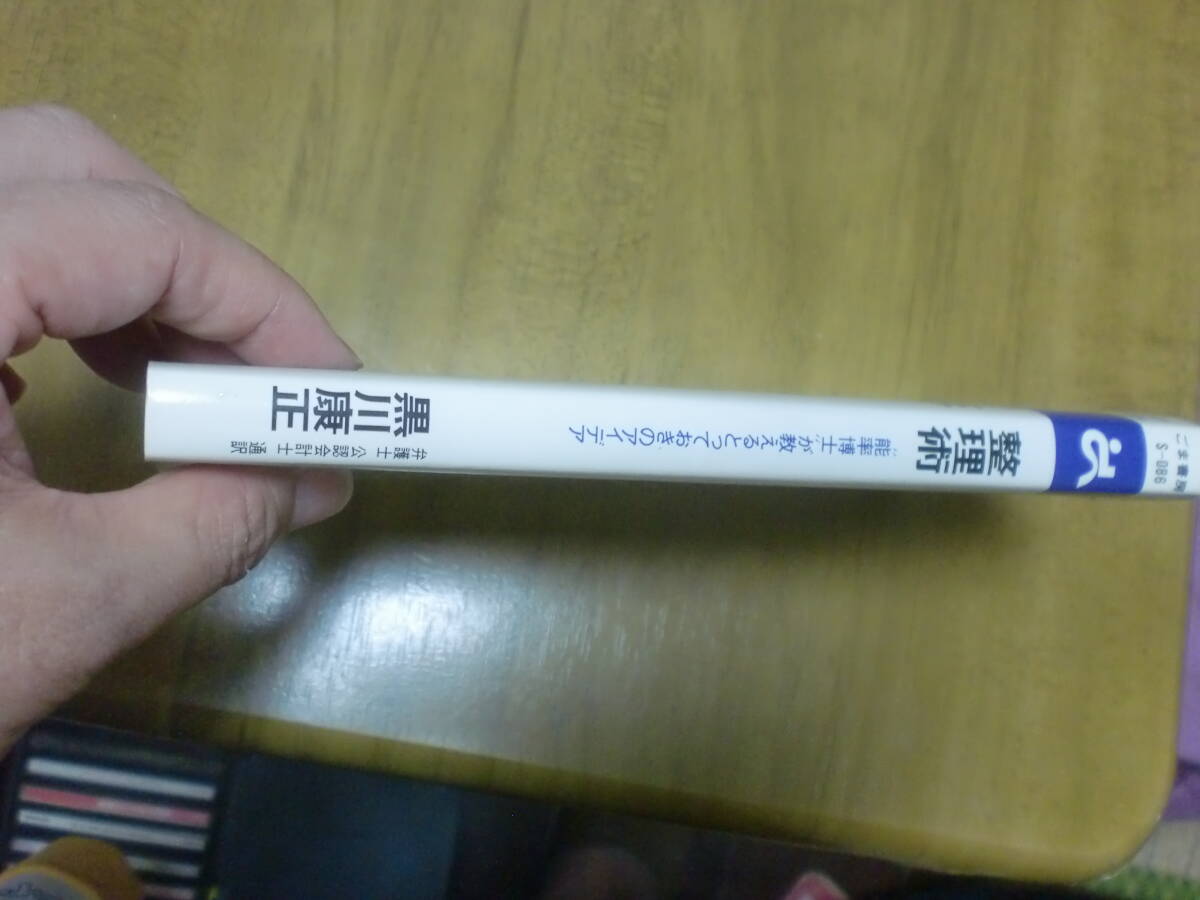 ごま書房
S-086
整理術
“能率博士”が教えるとっておきのアイデア
弁護士 公認会計士 通訳
黒川康正